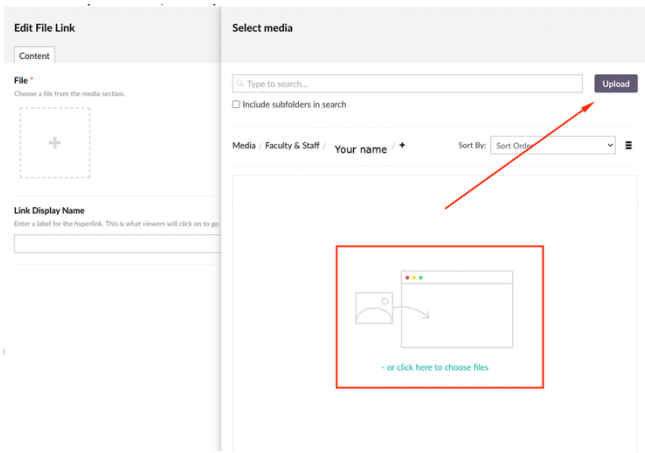 Edit File Link
Content
File *
Choose a file from the media section.
Link Display Name
Enter a label for the hyperlink. This is what viewers will click on to go
Select media
Type to search...
Upload
Include subfolders in search
Media / Faculty & Staff / Your name / +
Sort By: Sort Order
- or click here to choose files